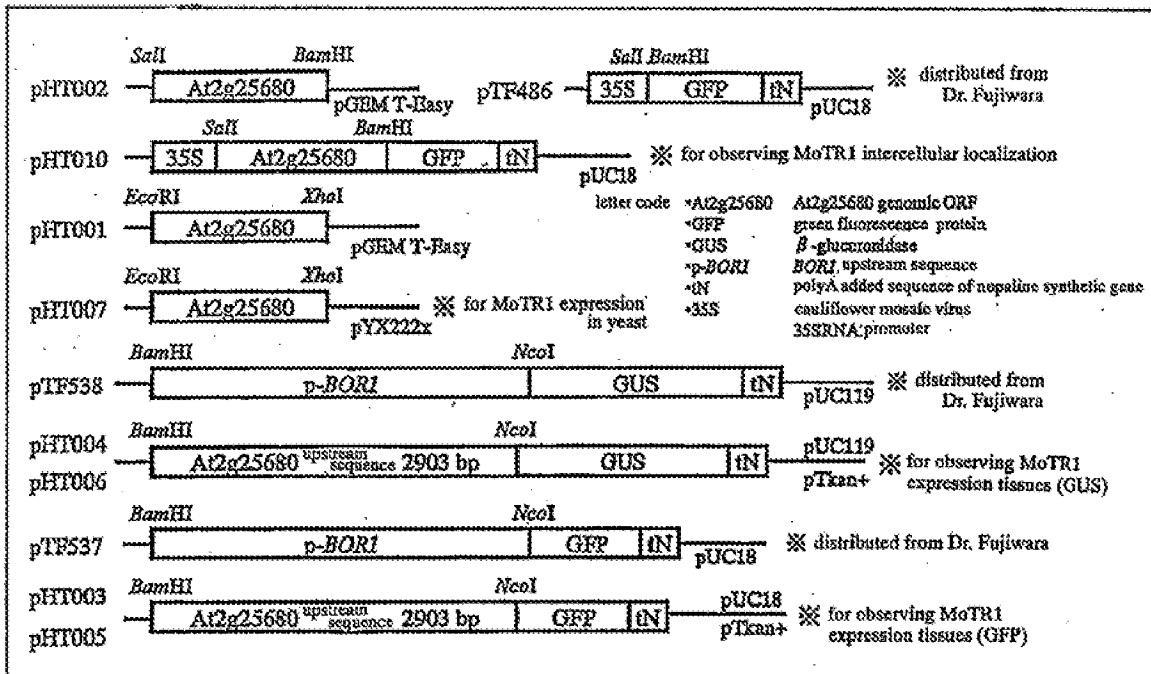 SalI BamHI SalI BamHI
pHT002 At2g25680 pGEM T-Easy pTF486 35S GFP tN pUC18 ※ distributed from
Dr. Fujiwara
SalI BamHI
pHT010 35S At2g25680 GFP tN pUC18 ※ for observing MoTR1 intercellular localization
EcoRI XhoI
pHT001 At2g25680 pGEM T-Easy
letter code *At2g25680 At2g25680 genomic ORF
*GFP green fluorescence protein
*GUS β-glucuronidase
*p-BOR1 BOR1 upstream sequence
*tN polyA added sequence of nopaline synthetic gene
*35S cauliflower mosaic virus
35SRNA promoter
EcoRI XhoI
pHT007 At2g25680 pYX222x ※ for MoTR1 expression
in yeast
BamHI NcoI
pTF538 p-BOR1 GUS tN pUC119 ※ distributed from
Dr. Fujiwara
BamHI NcoI
pHT004 pUC119
At2g25680 upstream sequence 2903 bp GUS tN
pHT006 pTkan+ ※ for observing MoTR1
expression tissues (GUS)
BamHI NcoI
pTF537 p-BOR1 GFP tN pUC18 ※ distributed from Dr. Fujiwara
BamHI NcoI
pHT003 pUC18
At2g25680 upstream sequence 2903 bp GFP tN
pHT005 pTkan+ ※ for observing MoTR1
expression tissues (GFP)